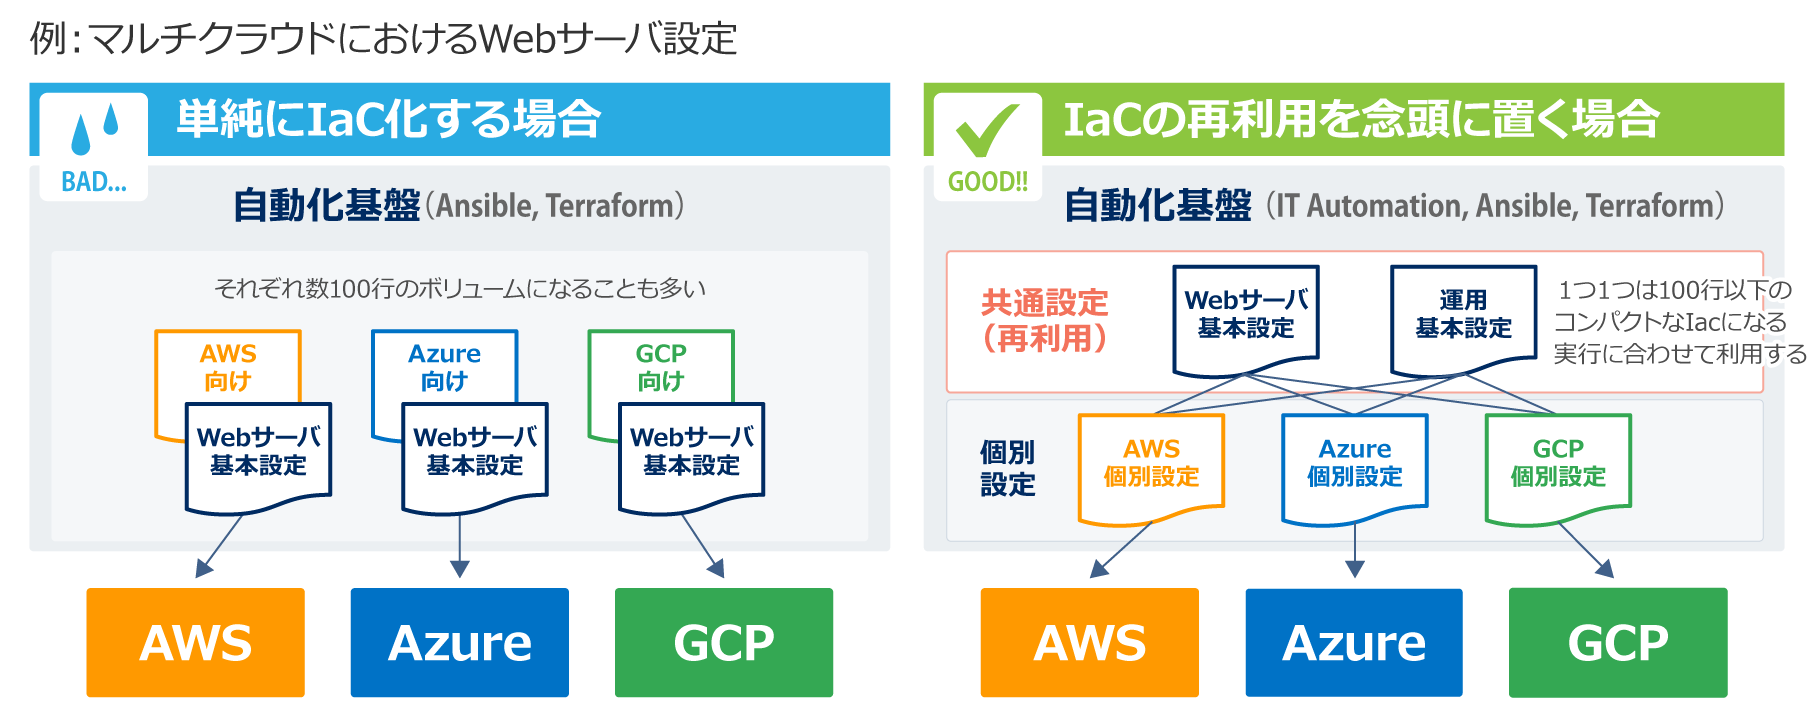 例：マルチクラウドにおけるWebサーバ設定
単純にIaC化する場合
BAD...
自動化基盤（Ansible, Terraform）
それぞれ数100行のボリュームになることも多い
AWS
向け
Webサーバ
基本設定
Azure
向け
Webサーバ
基本設定
GCP
向け
Webサーバ
基本設定
AWS
Azure
GCP
IaCの再利用を念頭に置く場合
GOOD!!
自動化基盤（IT Automation, Ansible, Terraform）
共通設定
（再利用）
Webサーバ
基本設定
運用
基本設定
1つ1つは100行以下の
コンパクトなIacになる
実行に合わせて利用する
個別
設定
AWS
個別設定
Azure
個別設定
GCP
個別設定
AWS
Azure
GCP